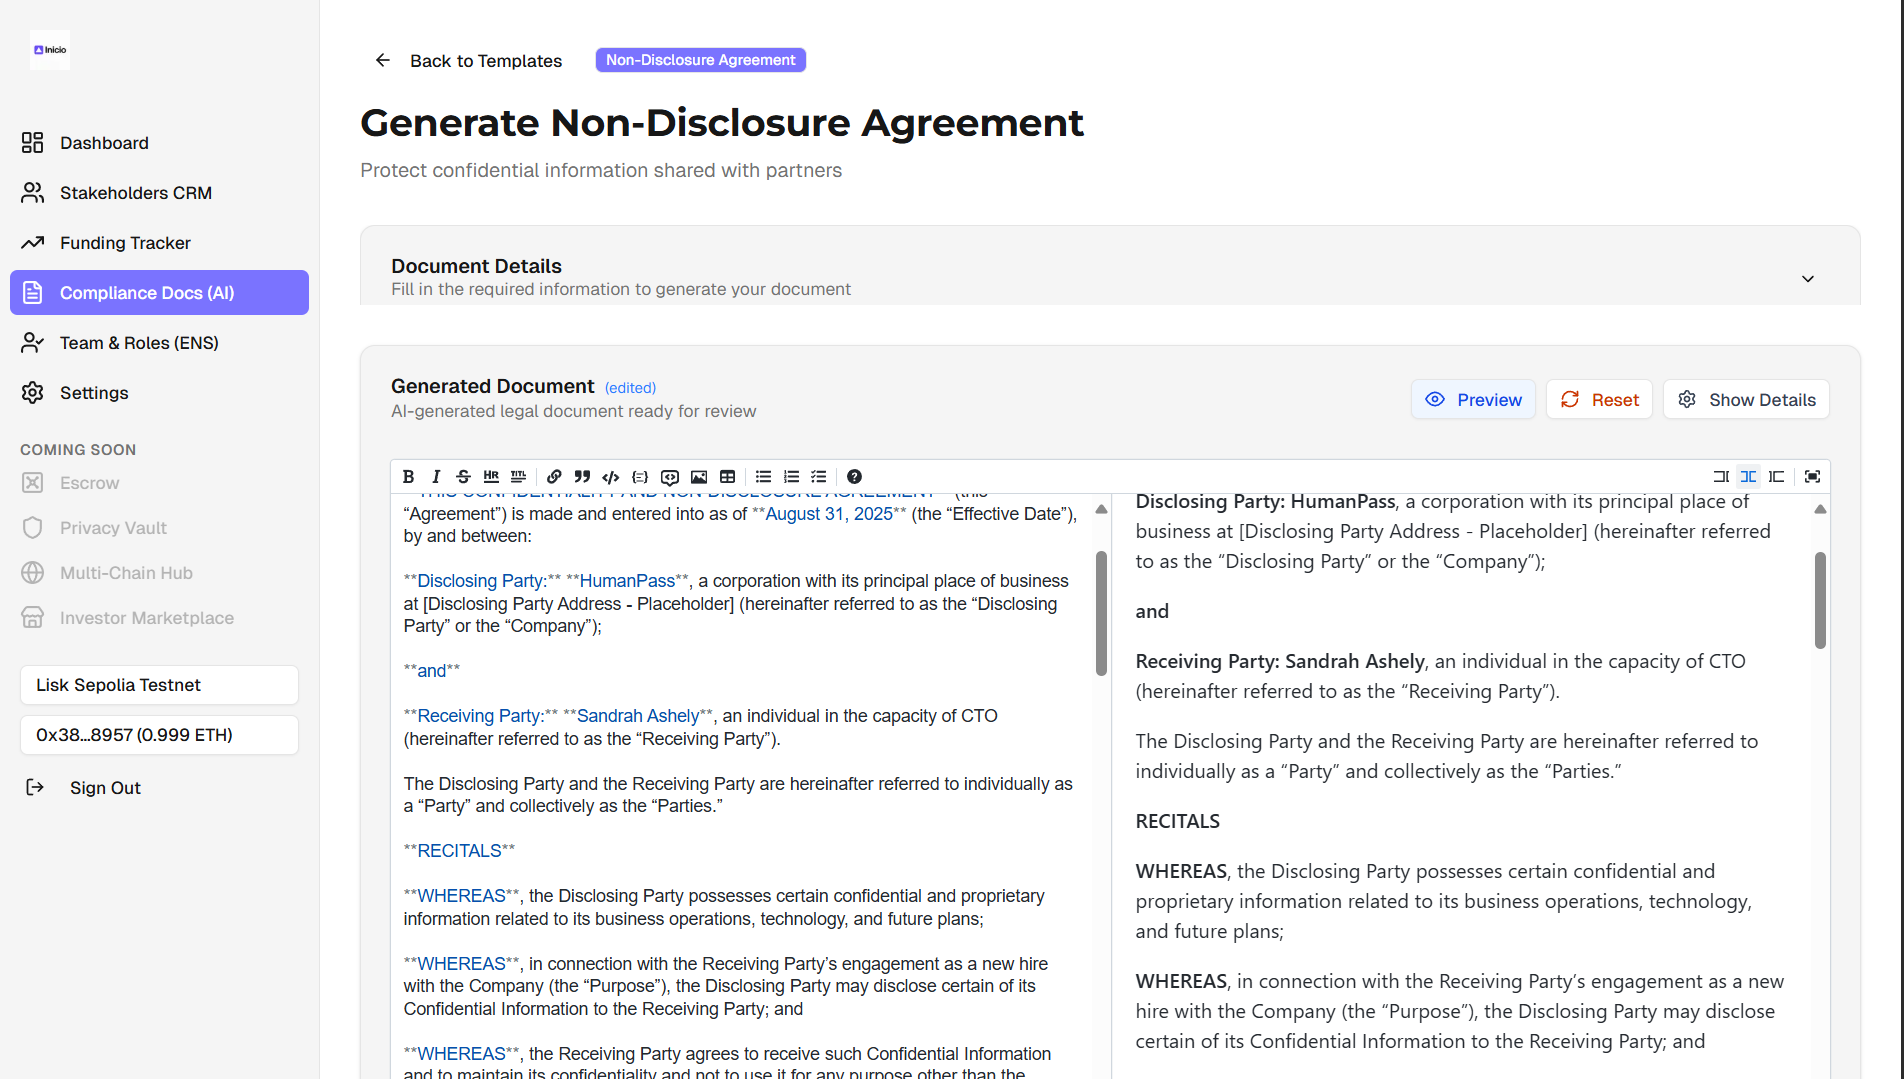 Inicio
Dashboard
Stakeholders CRM
Funding Tracker
Compliance Docs (AI)
Team & Roles (ENS)
Settings
COMING SOON
Escrow
Privacy Vault
Multi-Chain Hub
Investor Marketplace
Lisk Sepolia Testnet
0x38...8957 (0.999 ETH)
Sign Out
Back to Templates
Non-Disclosure Agreement
Generate Non-Disclosure Agreement
Protect confidential information shared with partners
Document Details
Fill in the required information to generate your document
Generated Document (edited)
AI-generated legal document ready for review
Preview
Reset
Show Details
B I S HR TITL
**THIS CONFIDENTIALITY AND NON-DISCLOSURE AGREEMENT** (this
“Agreement”) is made and entered into as of **August 31, 2025** (the “Effective Date”),
by and between:
**Disclosing Party:** **HumanPass**, a corporation with its principal place of business
at [Disclosing Party Address - Placeholder] (hereinafter referred to as the “Disclosing
Party” or the “Company”);
**and**
**Receiving Party:** **Sandrah Ashely**, an individual in the capacity of CTO
(hereinafter referred to as the “Receiving Party”).
The Disclosing Party and the Receiving Party are hereinafter referred to individually as
a “Party” and collectively as the “Parties.”
**RECITALS**
**WHEREAS**, the Disclosing Party possesses certain confidential and proprietary
information related to its business operations, technology, and future plans;
**WHEREAS**, in connection with the Receiving Party’s engagement as a new hire
with the Company (the “Purpose”), the Disclosing Party may disclose certain of its
Confidential Information to the Receiving Party; and
**WHEREAS**, the Receiving Party agrees to receive such Confidential Information
and to maintain its confidentiality and not to use it for any purpose other than the
Disclosing Party: HumanPass, a corporation with its principal place of
business at [Disclosing Party Address - Placeholder] (hereinafter referred
to as the “Disclosing Party” or the “Company”);
and
Receiving Party: Sandrah Ashely, an individual in the capacity of CTO
(hereinafter referred to as the “Receiving Party”).
The Disclosing Party and the Receiving Party are hereinafter referred to
individually as a “Party” and collectively as the “Parties.”
RECITALS
WHEREAS, the Disclosing Party possesses certain confidential and
proprietary information related to its business operations, technology,
and future plans;
WHEREAS, in connection with the Receiving Party’s engagement as a new
hire with the Company (the “Purpose”), the Disclosing Party may disclose
certain of its Confidential Information to the Receiving Party; and